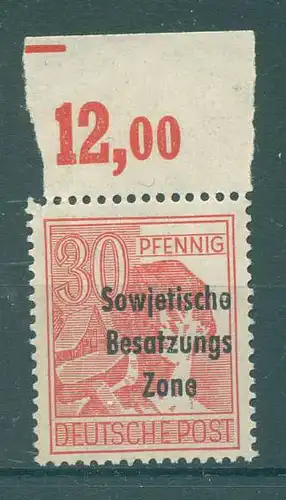 12,00
30 PFENNIG
Sowjetische
Besatzungs
Zone
DEUTSCHE POST